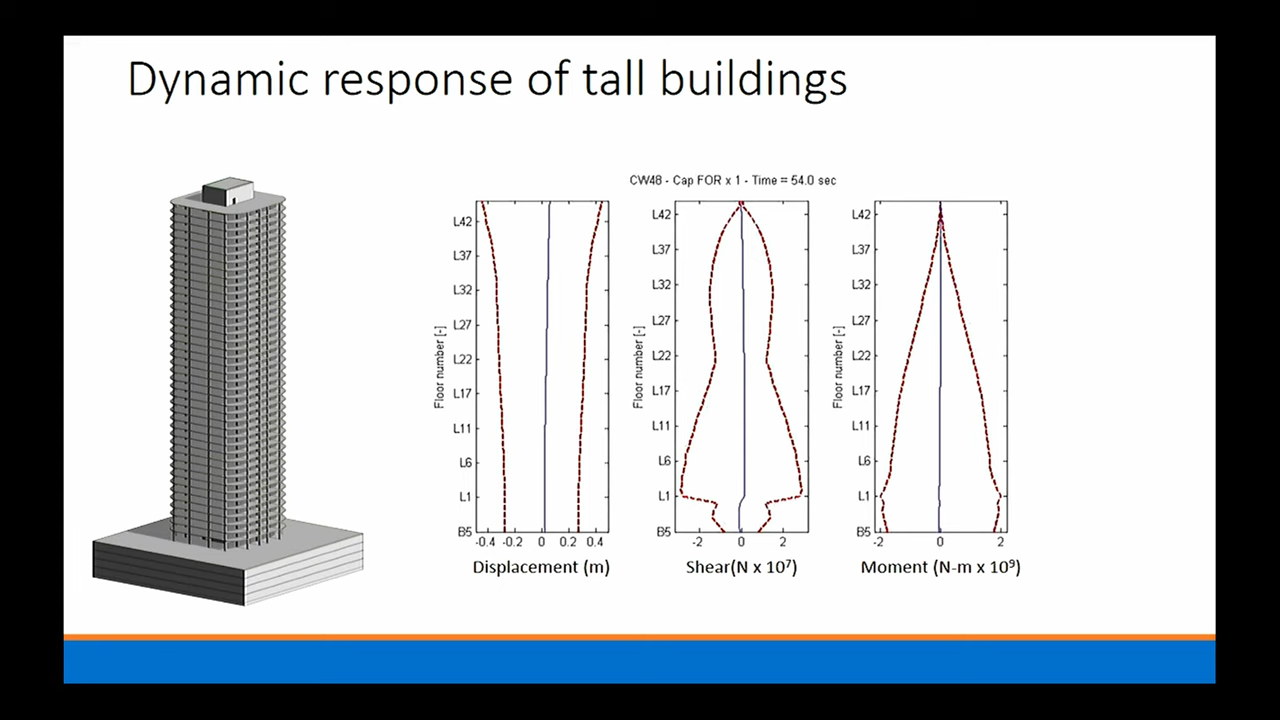 Dynamic response of tall buildings
CW48 - Cap FOR x 1 - Time = 54.0 sec
Floor number [-]
L42
L37
L32
L27
L22
L17
L11
L6
L1
B5
-0.4 -0.2 0 0.2 0.4
Displacement (m)
Floor number [-]
L42
L37
L32
L27
L22
L17
L11
L6
L1
B5
-2 0 2
Shear(N x 10⁷)
Floor number [-]
L42
L37
L32
L27
L22
L17
L11
L6
L1
B5
-2 0 2
Moment (N-m x 10⁹)